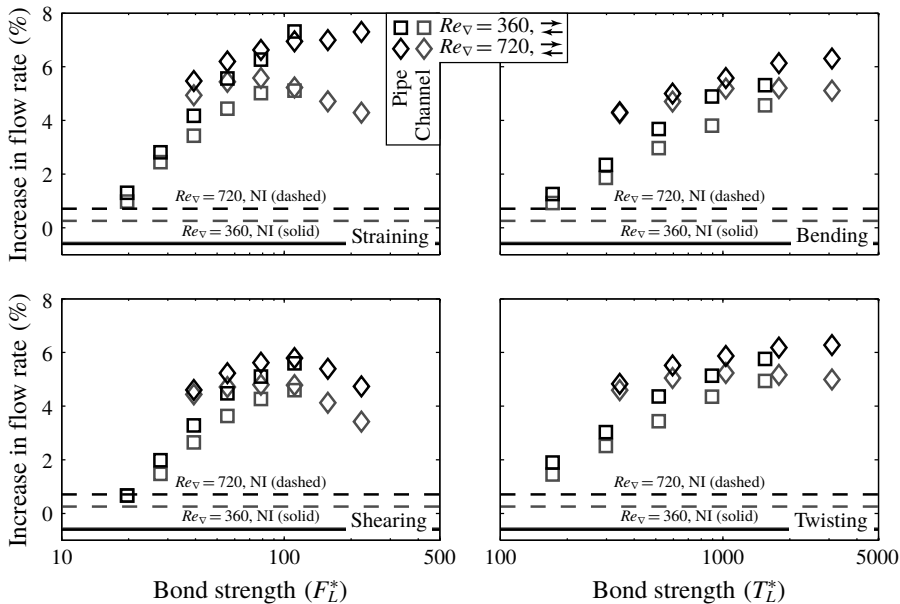 8
6
4
2
0
Increase in flow rate (%)
Re∇ = 360, ⇄
Re∇ = 720, ⇄
Pipe
Channel
Re∇ = 720, NI (dashed)
Re∇ = 360, NI (solid)
Straining
Re∇ = 720, NI (dashed)
Re∇ = 360, NI (solid)
Bending
8
6
4
2
0
Increase in flow rate (%)
Re∇ = 720, NI (dashed)
Re∇ = 360, NI (solid)
Shearing
Re∇ = 720, NI (dashed)
Re∇ = 360, NI (solid)
Twisting
10 100 500
100 1000 5000
Bond strength (F*L)
Bond strength (T*L)